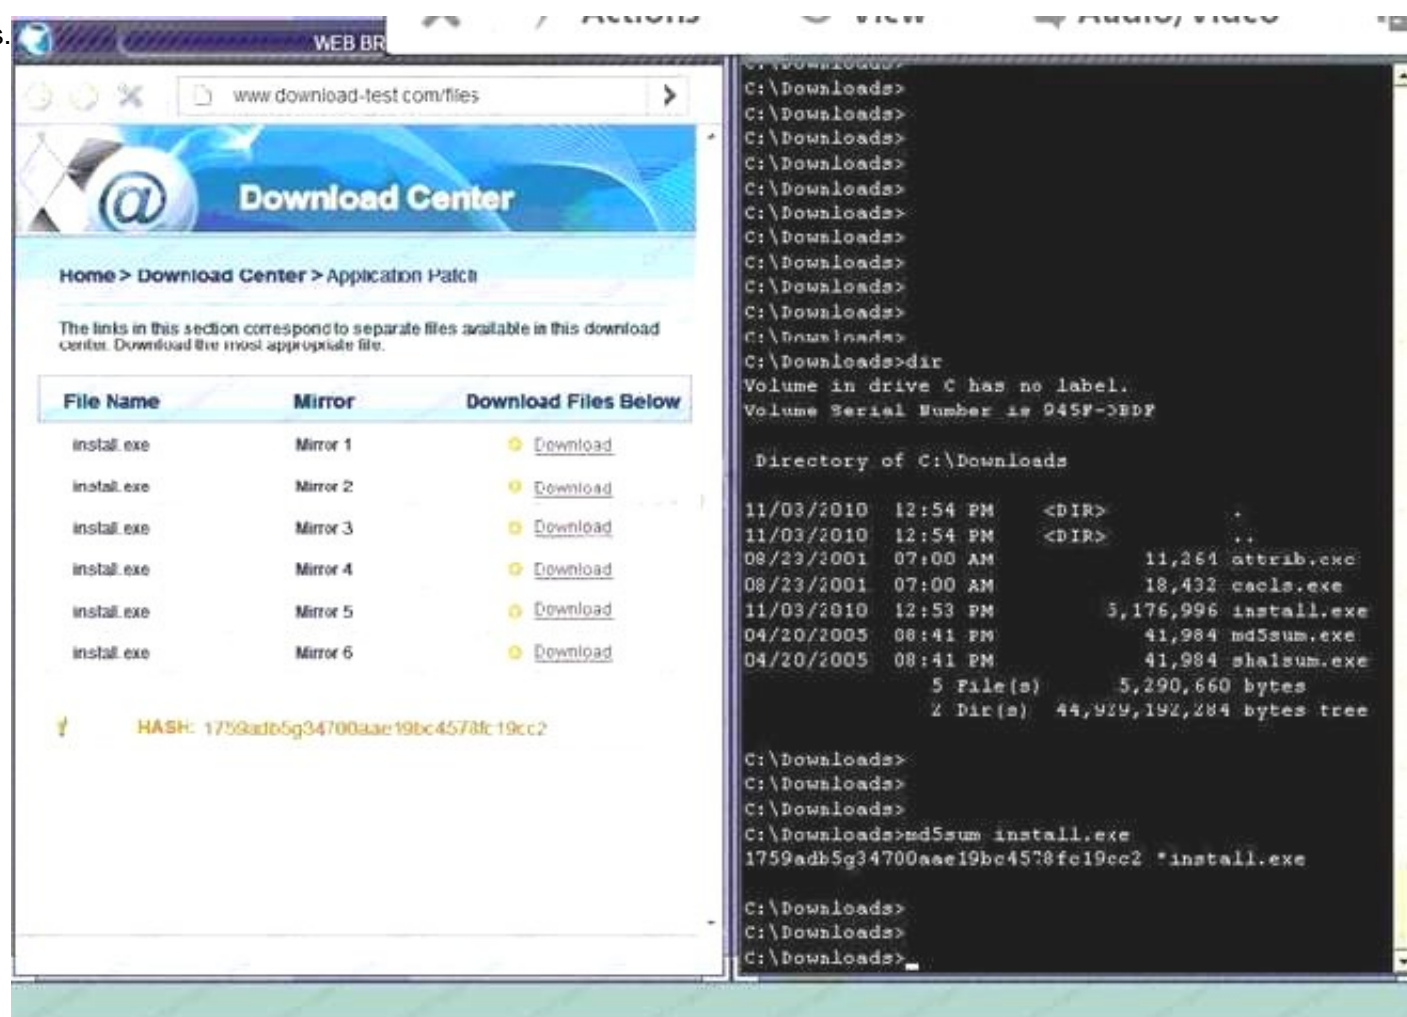 s.
Actions View Audio/Video
WEB BR
www.download-test.com/files
Download Center
Home > Download Center > Application Patch
The links in this section correspond to separate files available in this download
center. Download the most appropriate file.
File Name Mirror Download Files Below
install.exe Mirror 1 Download
install.exe Mirror 2 Download
install.exe Mirror 3 Download
install.exe Mirror 4 Download
install.exe Mirror 5 Download
install.exe Mirror 6 Download
HASH: 1759adb5g34700aae19bc4578fc19cc2
C:\Downloads>
C:\Downloads>
C:\Downloads>
C:\Downloads>
C:\Downloads>
C:\Downloads>
C:\Downloads>
C:\Downloads>
C:\Downloads>
C:\Downloads>
C:\Downloads>
C:\Downloads>
C:\Downloads>dir
Volume in drive C has no label.
Volume Serial Number is
Directory of C:\Downloads
11/03/2010 12:54 PM <DIR> .
11/03/2010 12:54 PM <DIR> ..
08/23/2001 07:00 AM 11,264 attrib.exe
08/23/2001 07:00 AM 18,432 cacls.exe
11/03/2010 12:53 PM 5,176,996 install.exe
04/20/2005 08:41 PM 41,984 md5sum.exe
04/20/2005 08:41 PM 41,984 sha1sum.exe
5 File(s) 5,290,660 bytes
2 Dir(s) 44,929,192,284 bytes tree
C:\Downloads>
C:\Downloads>
C:\Downloads>
C:\Downloads>md5sum install.exe
1759adb5g34700aae19bc4578fc19cc2 *install.exe
C:\Downloads>
C:\Downloads>
C:\Downloads>_